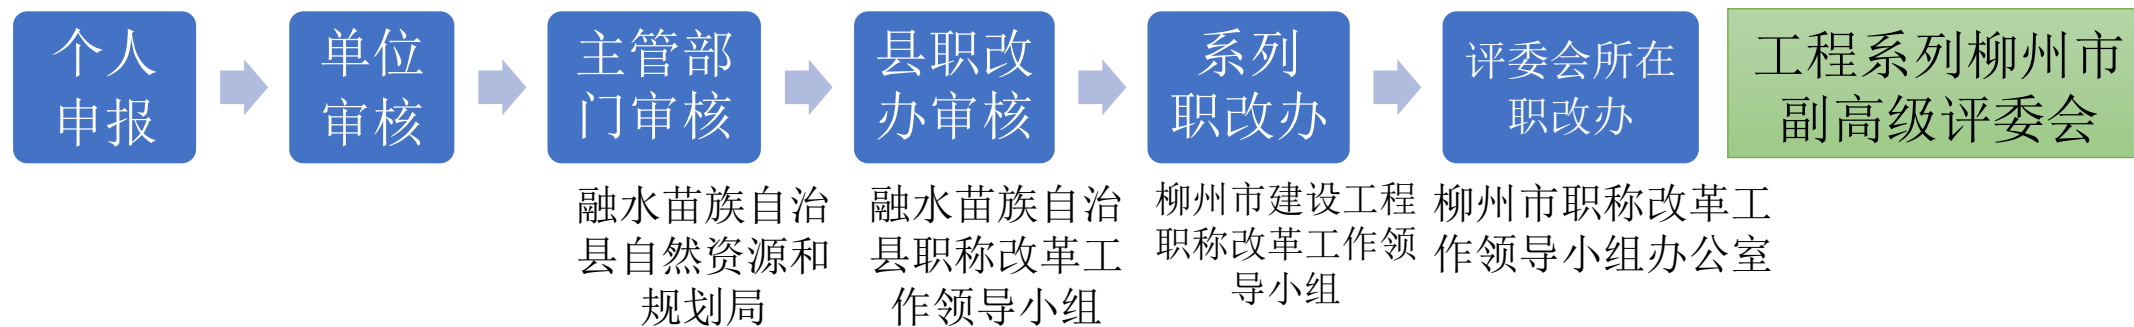 个人
申报
单位
审核
主管部
门审核
县职改
办审核
系列
职改办
评委会所在
职改办
工程系列柳州市
副高级评委会
融水苗族自治
县自然资源和
规划局
融水苗族自治
县职称改革工
作领导小组
柳州市建设工程
职称改革工作领
导小组
柳州市职称改革工
作领导小组办公室